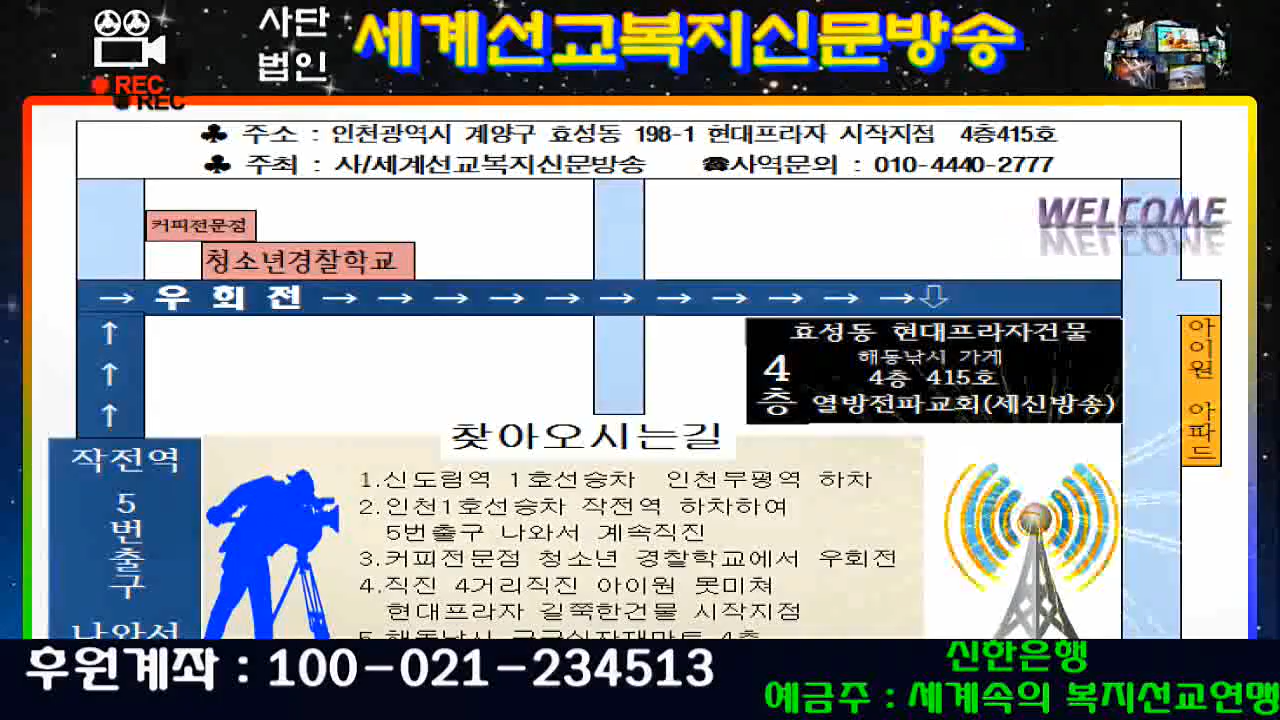 사단
법인
세계선교복지신문방송
REC
REC
♣ 주소 : 인천광역시 계양구 효성동 198-1 현대프라자 시작지점 4층415호
♣ 주최 : 사/세계선교복지신문방송 ☎사역문의 : 010-4440-2777
WELCOME
커피전문점
청소년경찰학교
→ 우 회 전 → → → → → → → → → → → ⇩
↑
↑
↑
효성동 현대프라자건물
해동낚시 가게
4층 415호
4
층
열방전파교회(세신방송)
아이원 아파드
찾아오시는길
작전역
5
번
출
구
나와서
1.신도림역 1호선승차 인천부평역 하차
2.인천1호선승차 작전역 하차하여
5번출구 나와서 계속직진
3.커피전문점 청소년 경찰학교에서 우회전
4.직진 4거리직진 아이원 못미쳐
현대프라자 길쭉한건물 시작지점
5.해동낚시
4층
후원계좌 : 100-021-234513
신한은행
예금주 : 세계속의 복지선교연맹